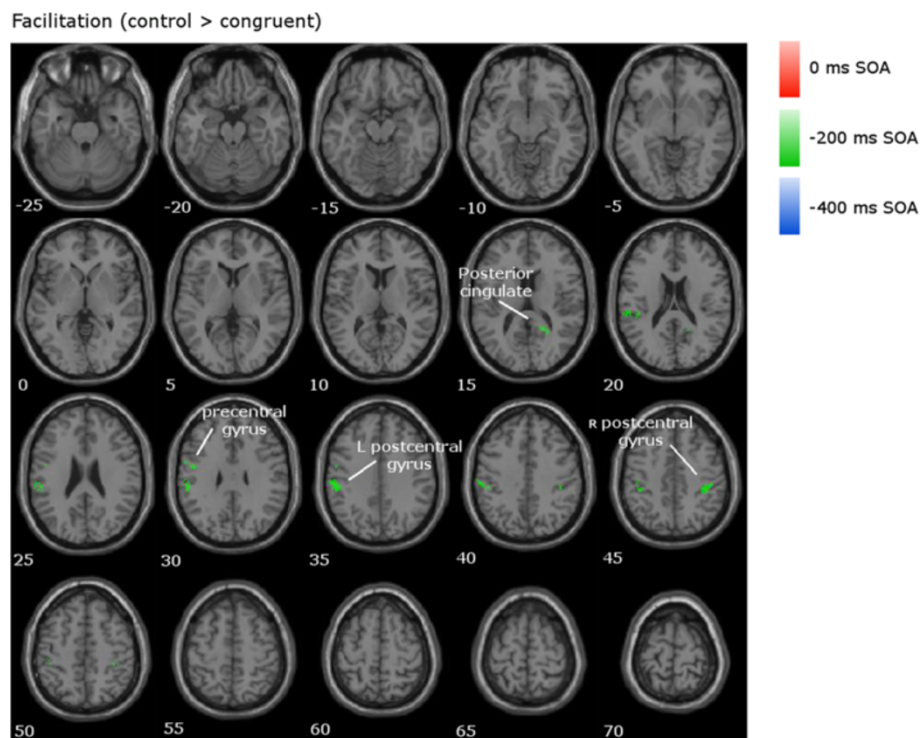 Facilitation (control > congruent)
0 ms SOA
-200 ms SOA
-400 ms SOA
-25
-20
-15
-10
-5
Posterior
cingulate
0
5
10
15
20
precentral
gyrus
L postcentral
gyrus
R postcentral
gyrus
25
30
35
40
45
50
55
60
65
70